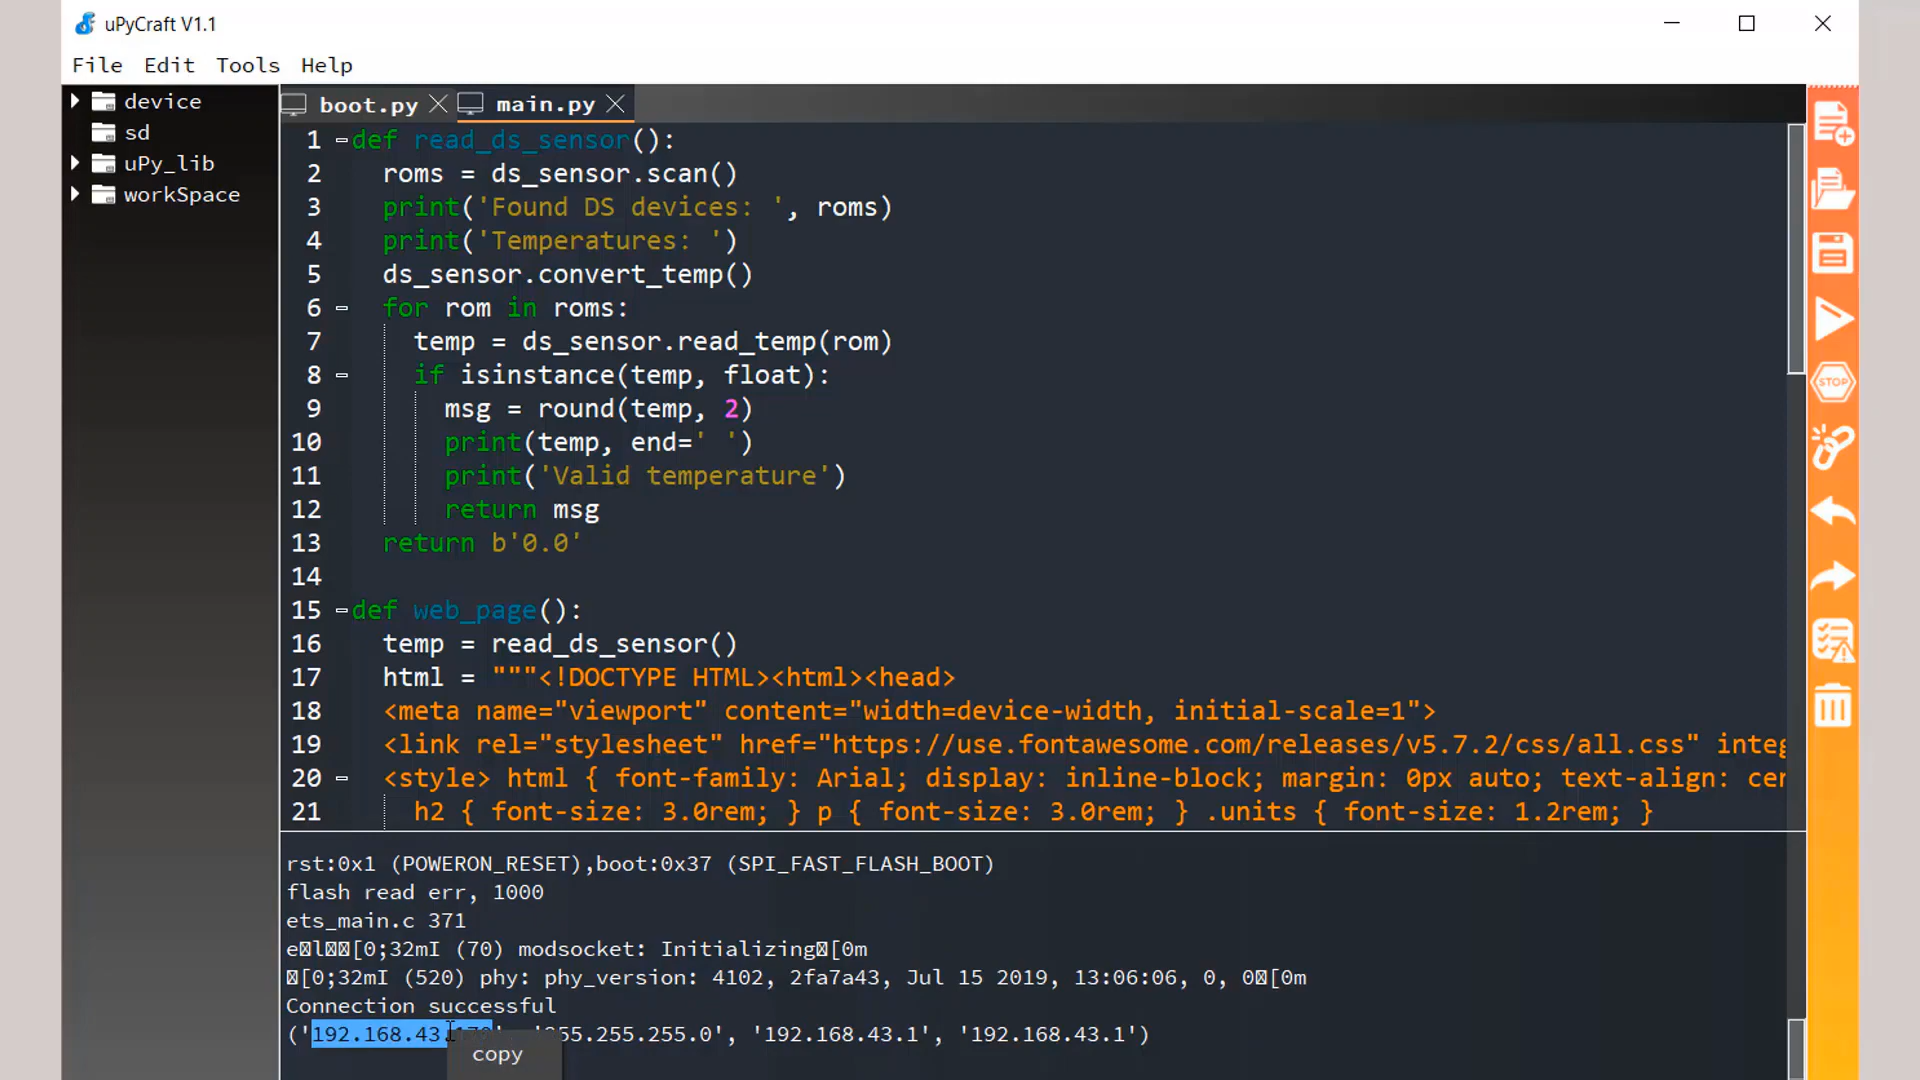 uPyCraft V1.1
File Edit Tools Help
device
sd
uPy_lib
workSpace
boot.py main.py
1 def read_ds_sensor():
2 roms = ds_sensor.scan()
3 print('Found DS devices: ', roms)
4 print('Temperatures: ')
5 ds_sensor.convert_temp()
6 for rom in roms:
7 temp = ds_sensor.read_temp(rom)
8 if isinstance(temp, float):
9 msg = round(temp, 2)
10 print(temp, end=' ')
11 print('Valid temperature')
12 return msg
13 return b'0.0'
14
15 def web_page():
16 temp = read_ds_sensor()
17 html = """<!DOCTYPE HTML><html><head>
18 <meta name="viewport" content="width=device-width, initial-scale=1">
19 <link rel="stylesheet" href="https://use.fontawesome.com/releases/v5.7.2/css/all.css" integ
20 <style> html { font-family: Arial; display: inline-block; margin: 0px auto; text-align: cen
21 h2 { font-size: 3.0rem; } p { font-size: 3.0rem; } .units { font-size: 1.2rem; }
STOP
rst:0x1 (POWERON_RESET),boot:0x37 (SPI_FAST_FLASH_BOOT)
flash read err, 1000
ets_main.c 371
e l [0;32mI (70) modsocket: Initializing [0m
[0;32mI (520) phy: phy_version: 4102, 2fa7a43, Jul 15 2019, 13:06:06, 0, 0 [0m
Connection successful
('192.168.43. '255.255.255.0', '192.168.43.1', '192.168.43.1')
copy